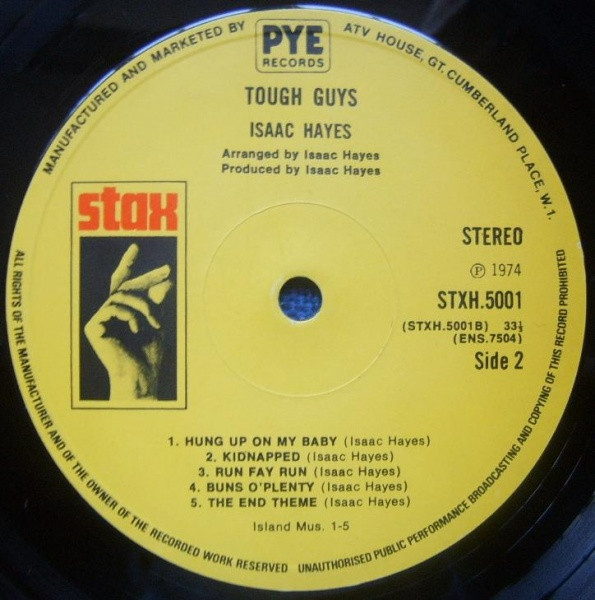 MANUFACTURED AND MARKETED BY
PYE
RECORDS
ATV HOUSE, GT. CUMBERLAND PLACE, W.1.
TOUGH GUYS
ISAAC HAYES
Arranged by Isaac Hayes
Produced by Isaac Hayes
stax
STEREO
℗ 1974
STXH.5001
(STXH.5001B) 33⅓
(ENS.7504)
Side 2
1. HUNG UP ON MY BABY (Isaac Hayes)
2. KIDNAPPED (Isaac Hayes)
3. RUN FAY RUN (Isaac Hayes)
4. BUNS O'PLENTY (Isaac Hayes)
5. THE END THEME (Isaac Hayes)
Island Mus. 1-5
ALL RIGHTS OF THE MANUFACTURER AND OF THE OWNER OF THE RECORDED WORK RESERVED UNAUTHORISED PUBLIC PERFORMANCE BROADCASTING AND COPYING OF THIS RECORD PROHIBITED